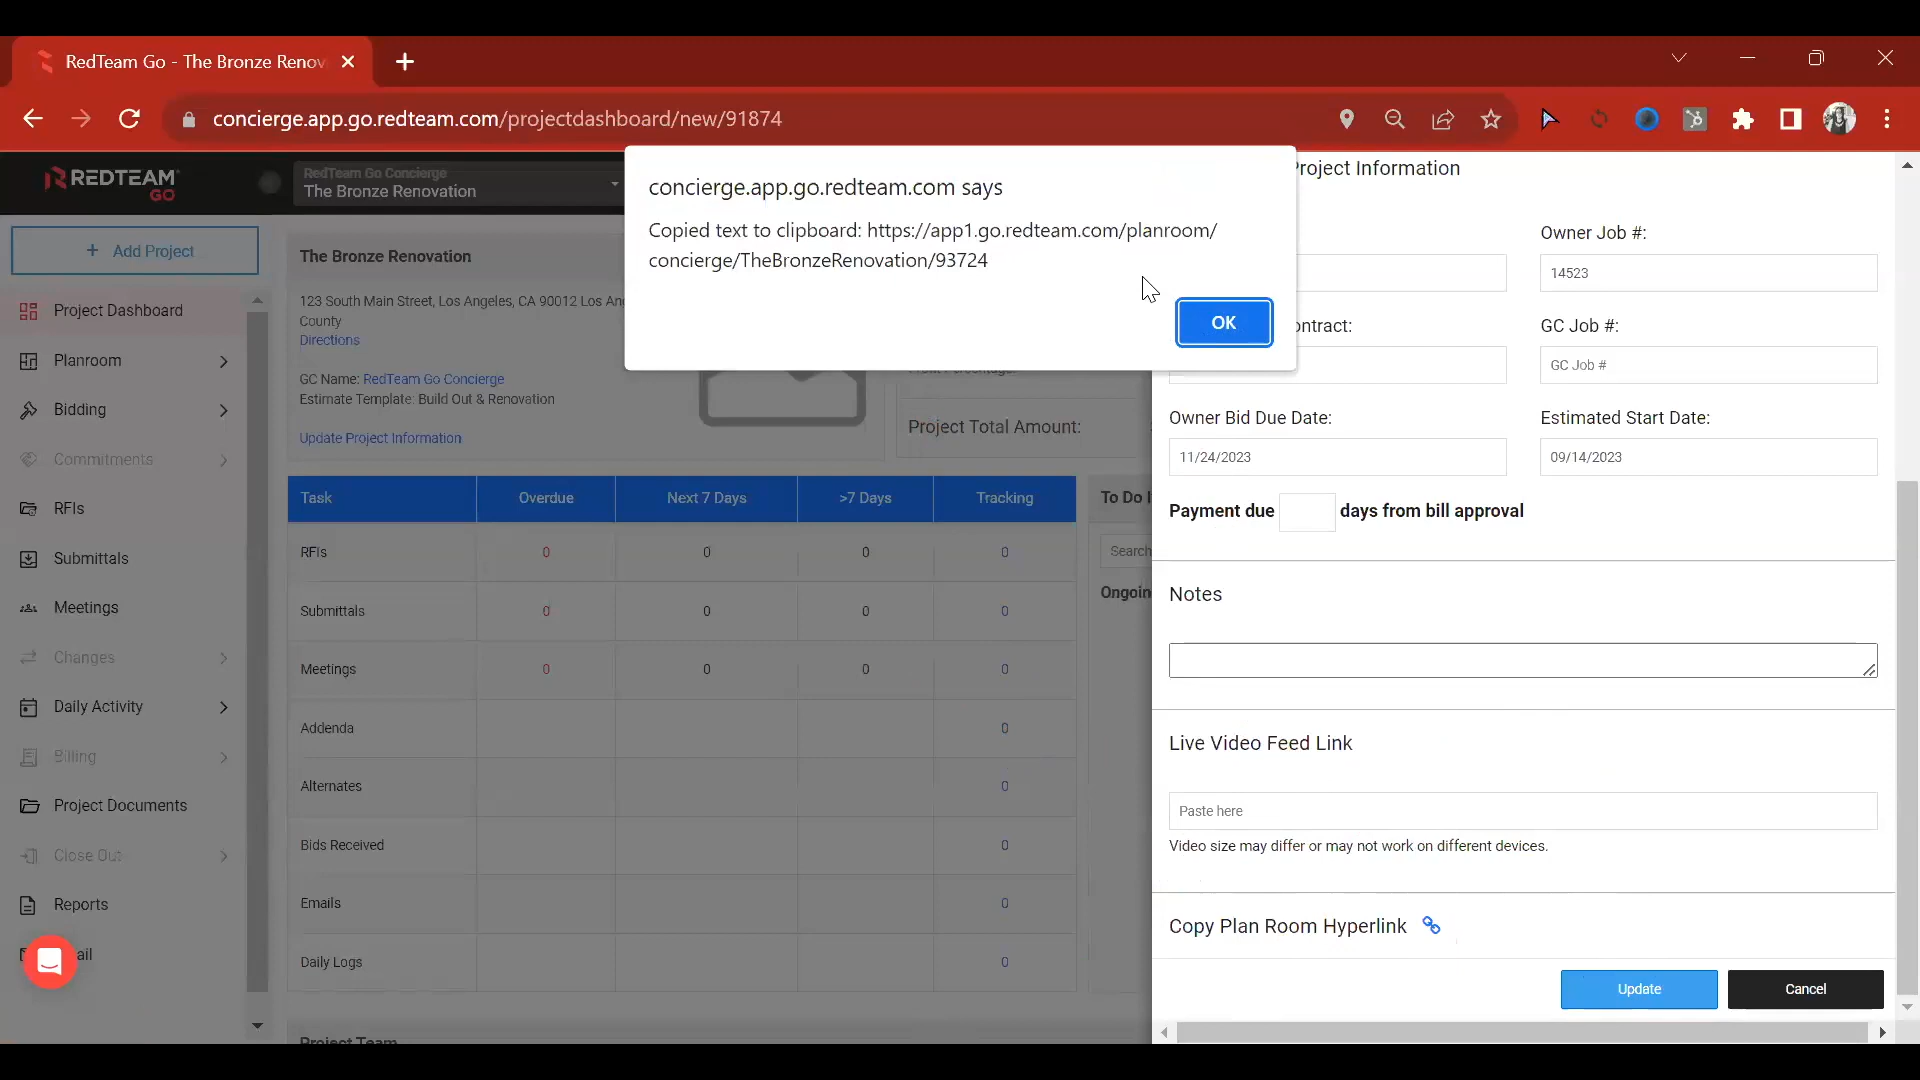 RedTeam Go - The Bronze Renov
concierge.app.go.redteam.com/projectdashboard/new/91874
REDTEAM
GO
RedTeam Go Concierge
The Bronze Renovation
concierge.app.go.redteam.com says
Copied text to clipboard: https://app1.go.redteam.com/planroom/
concierge/TheBronzeRenovation/93724
OK
+ Add Project
Project Dashboard
Planroom
Bidding
Commitments
RFIs
Submittals
Meetings
Changes
Daily Activity
Billing
Project Documents
Close Out
Reports
ail
The Bronze Renovation
123 South Main Street, Los Angeles, CA 90012 Los An
County
Directions
GC Name: RedTeam Go Concierge
Estimate Template: Build Out & Renovation
Update Project Information
Project Total Amount:
Task Overdue Next 7 Days >7 Days Tracking
RFIs 0 0 0 0
Submittals 0 0 0 0
Meetings 0 0 0 0
Addenda 0
Alternates 0
Bids Received 0
Emails 0
Daily Logs 0
Project Team
To Do I
Search
Ongoin
Project Information
Owner Job #:
14523
ontract:
GC Job #:
GC Job #
Owner Bid Due Date:
Estimated Start Date:
11/24/2023
09/14/2023
Payment due days from bill approval
Notes
Live Video Feed Link
Paste here
Video size may differ or may not work on different devices.
Copy Plan Room Hyperlink
Update
Cancel